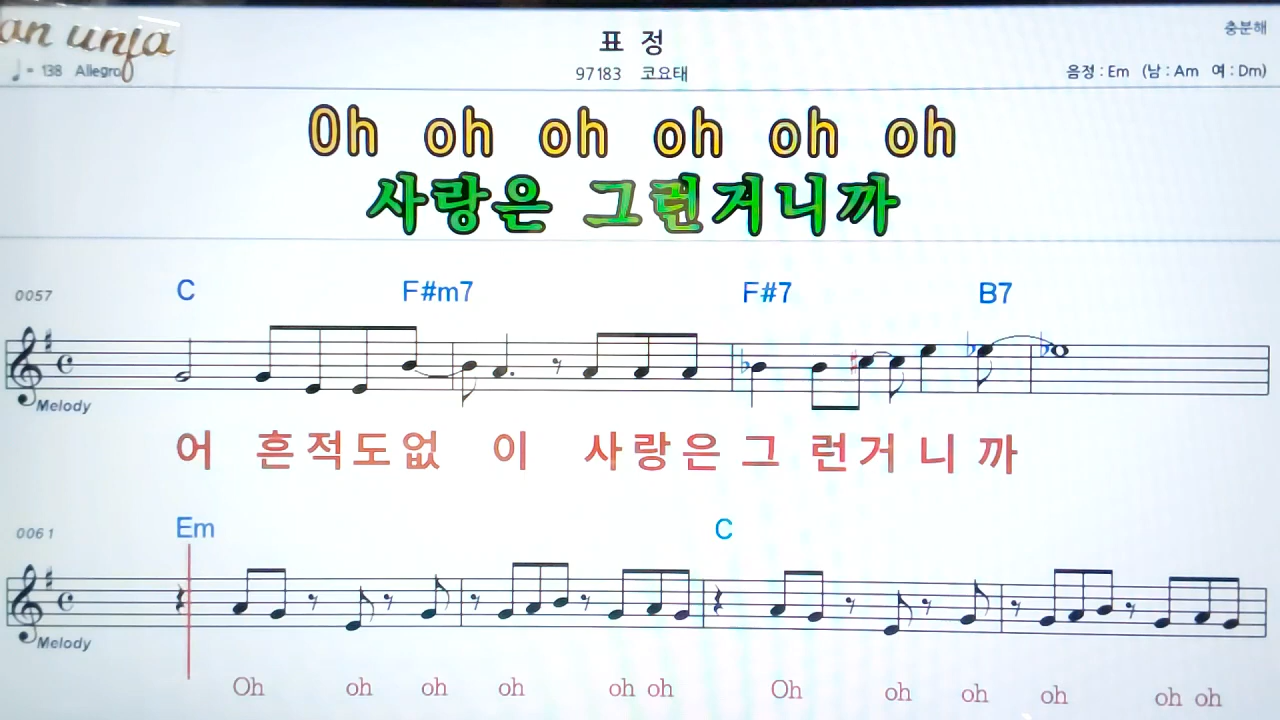 an unja
충분해
표 정
♩= 138 Allegro
97183 코요태
음정 : Em (남 : Am 여 : Dm)
Oh oh oh oh oh oh
사랑은 그런거니까
0057 C F#m7 F#7 B7
Melody
어 흔적도없 이 사랑은그 런거 니 까
0061 Em C
Melody
Oh oh oh oh oh oh Oh oh oh oh oh oh